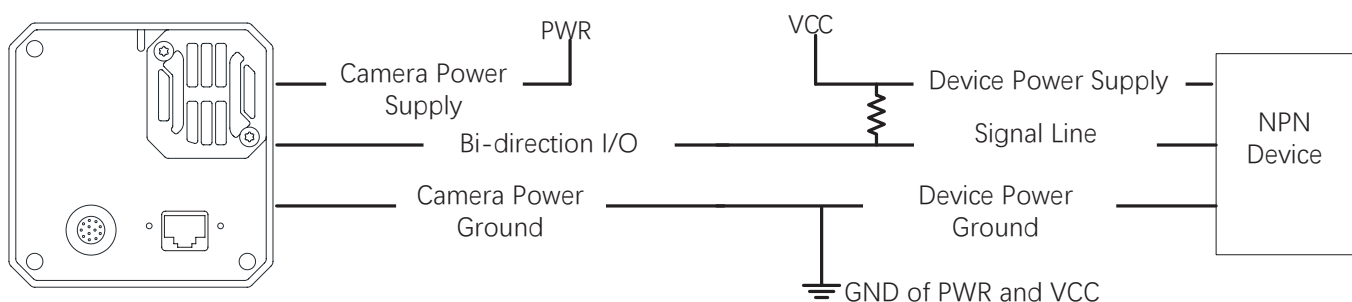 PWR
VCC
Camera Power
Supply
Device Power Supply
Bi-direction I/O
Signal Line
NPN
Device
Camera Power
Ground
Device Power
Ground
GND of PWR and VCC